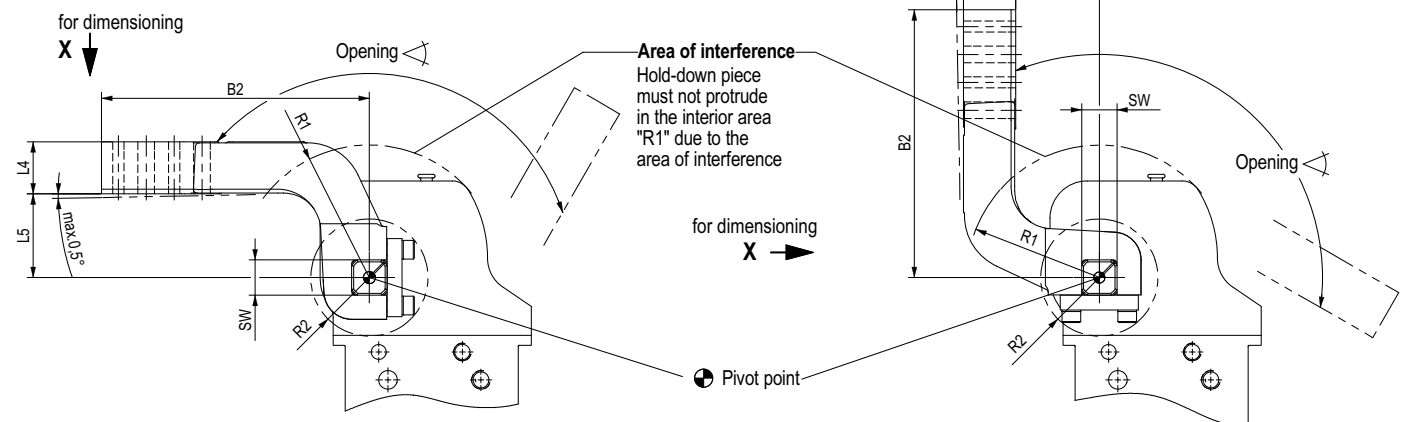 for dimensioning
X
Opening
B2
R1
L4
L5
max.0,5°
SW
R2
Area of interference
Hold-down piece
must not protrude
in the interior area
"R1" due to the
area of interference
for dimensioning
X
Pivot point
B2
SW
Opening
R1
R2